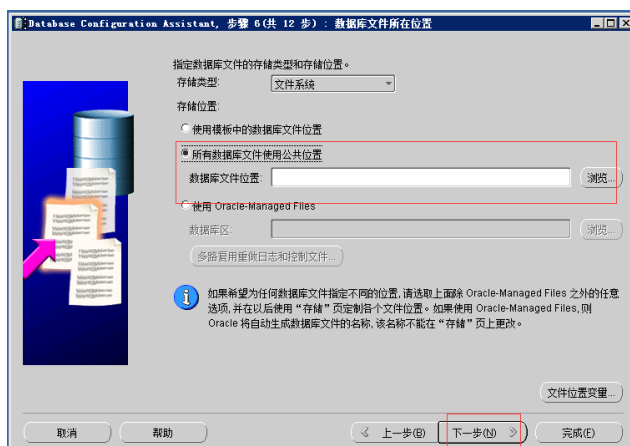 Database Configuration Assistant, 步骤 6(共 12 步) : 数据库文件所在位置
指定数据库文件的存储类型和存储位置。
存储类型: 文件系统
存储位置:
使用模板中的数据库文件位置
所有数据库文件使用公共位置
数据库文件位置: 浏览...
使用 Oracle-Managed Files
数据库区: 浏览...
多路复用重做日志和控制文件...
如果希望为任何数据库文件指定不同的位置, 请选取上面除 Oracle-Managed Files 之外的任意
选项, 并在以后使用 “存储” 页定制各个文件位置。如果使用 Oracle-Managed Files, 则
Oracle 将自动生成数据库文件的名称, 该名称不能在 “存储” 页上更改。
文件位置变量...
取消 帮助 上一步(B) 下一步(N) 完成(E)